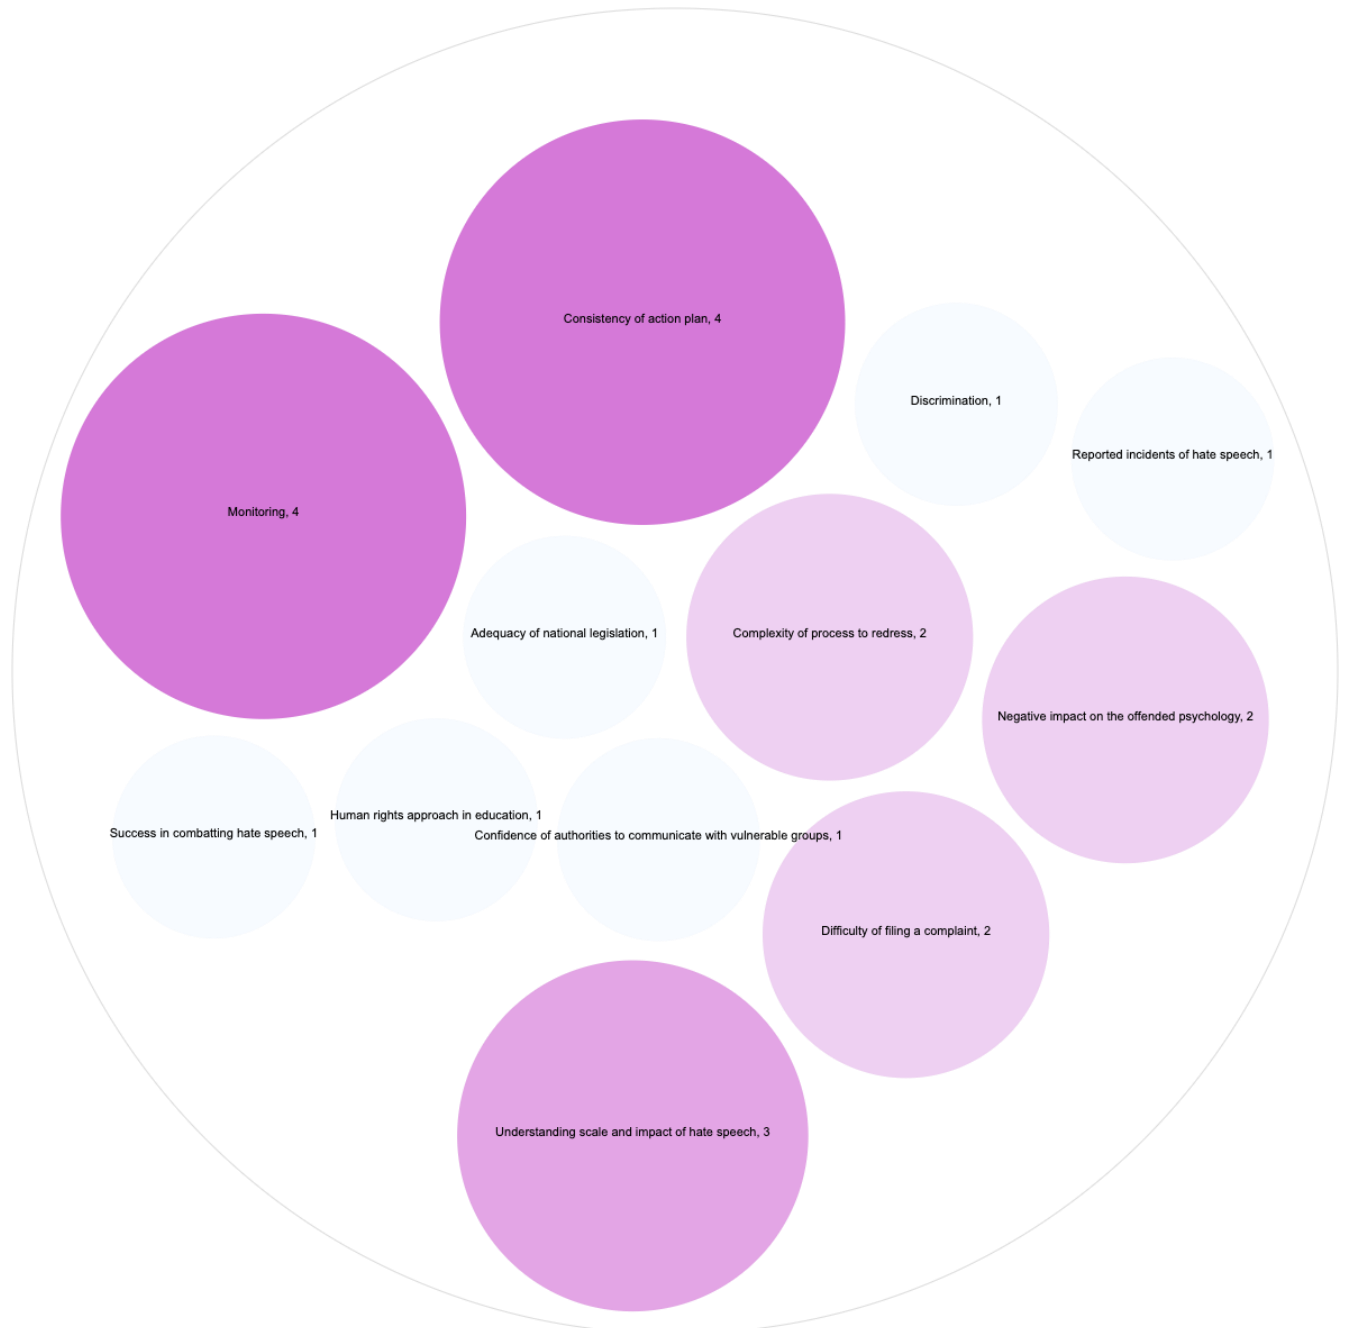 Consistency of action plan, 4
Discrimination, 1
Reported incidents of hate speech, 1
Monitoring, 4
Adequacy of national legislation, 1
Complexity of process to redress, 2
Negative impact on the offended psychology, 2
Success in combatting hate speech, 1
Human rights approach in education, 1
Confidence of authorities to communicate with vulnerable groups, 1
Difficulty of filing a complaint, 2
Understanding scale and impact of hate speech, 3